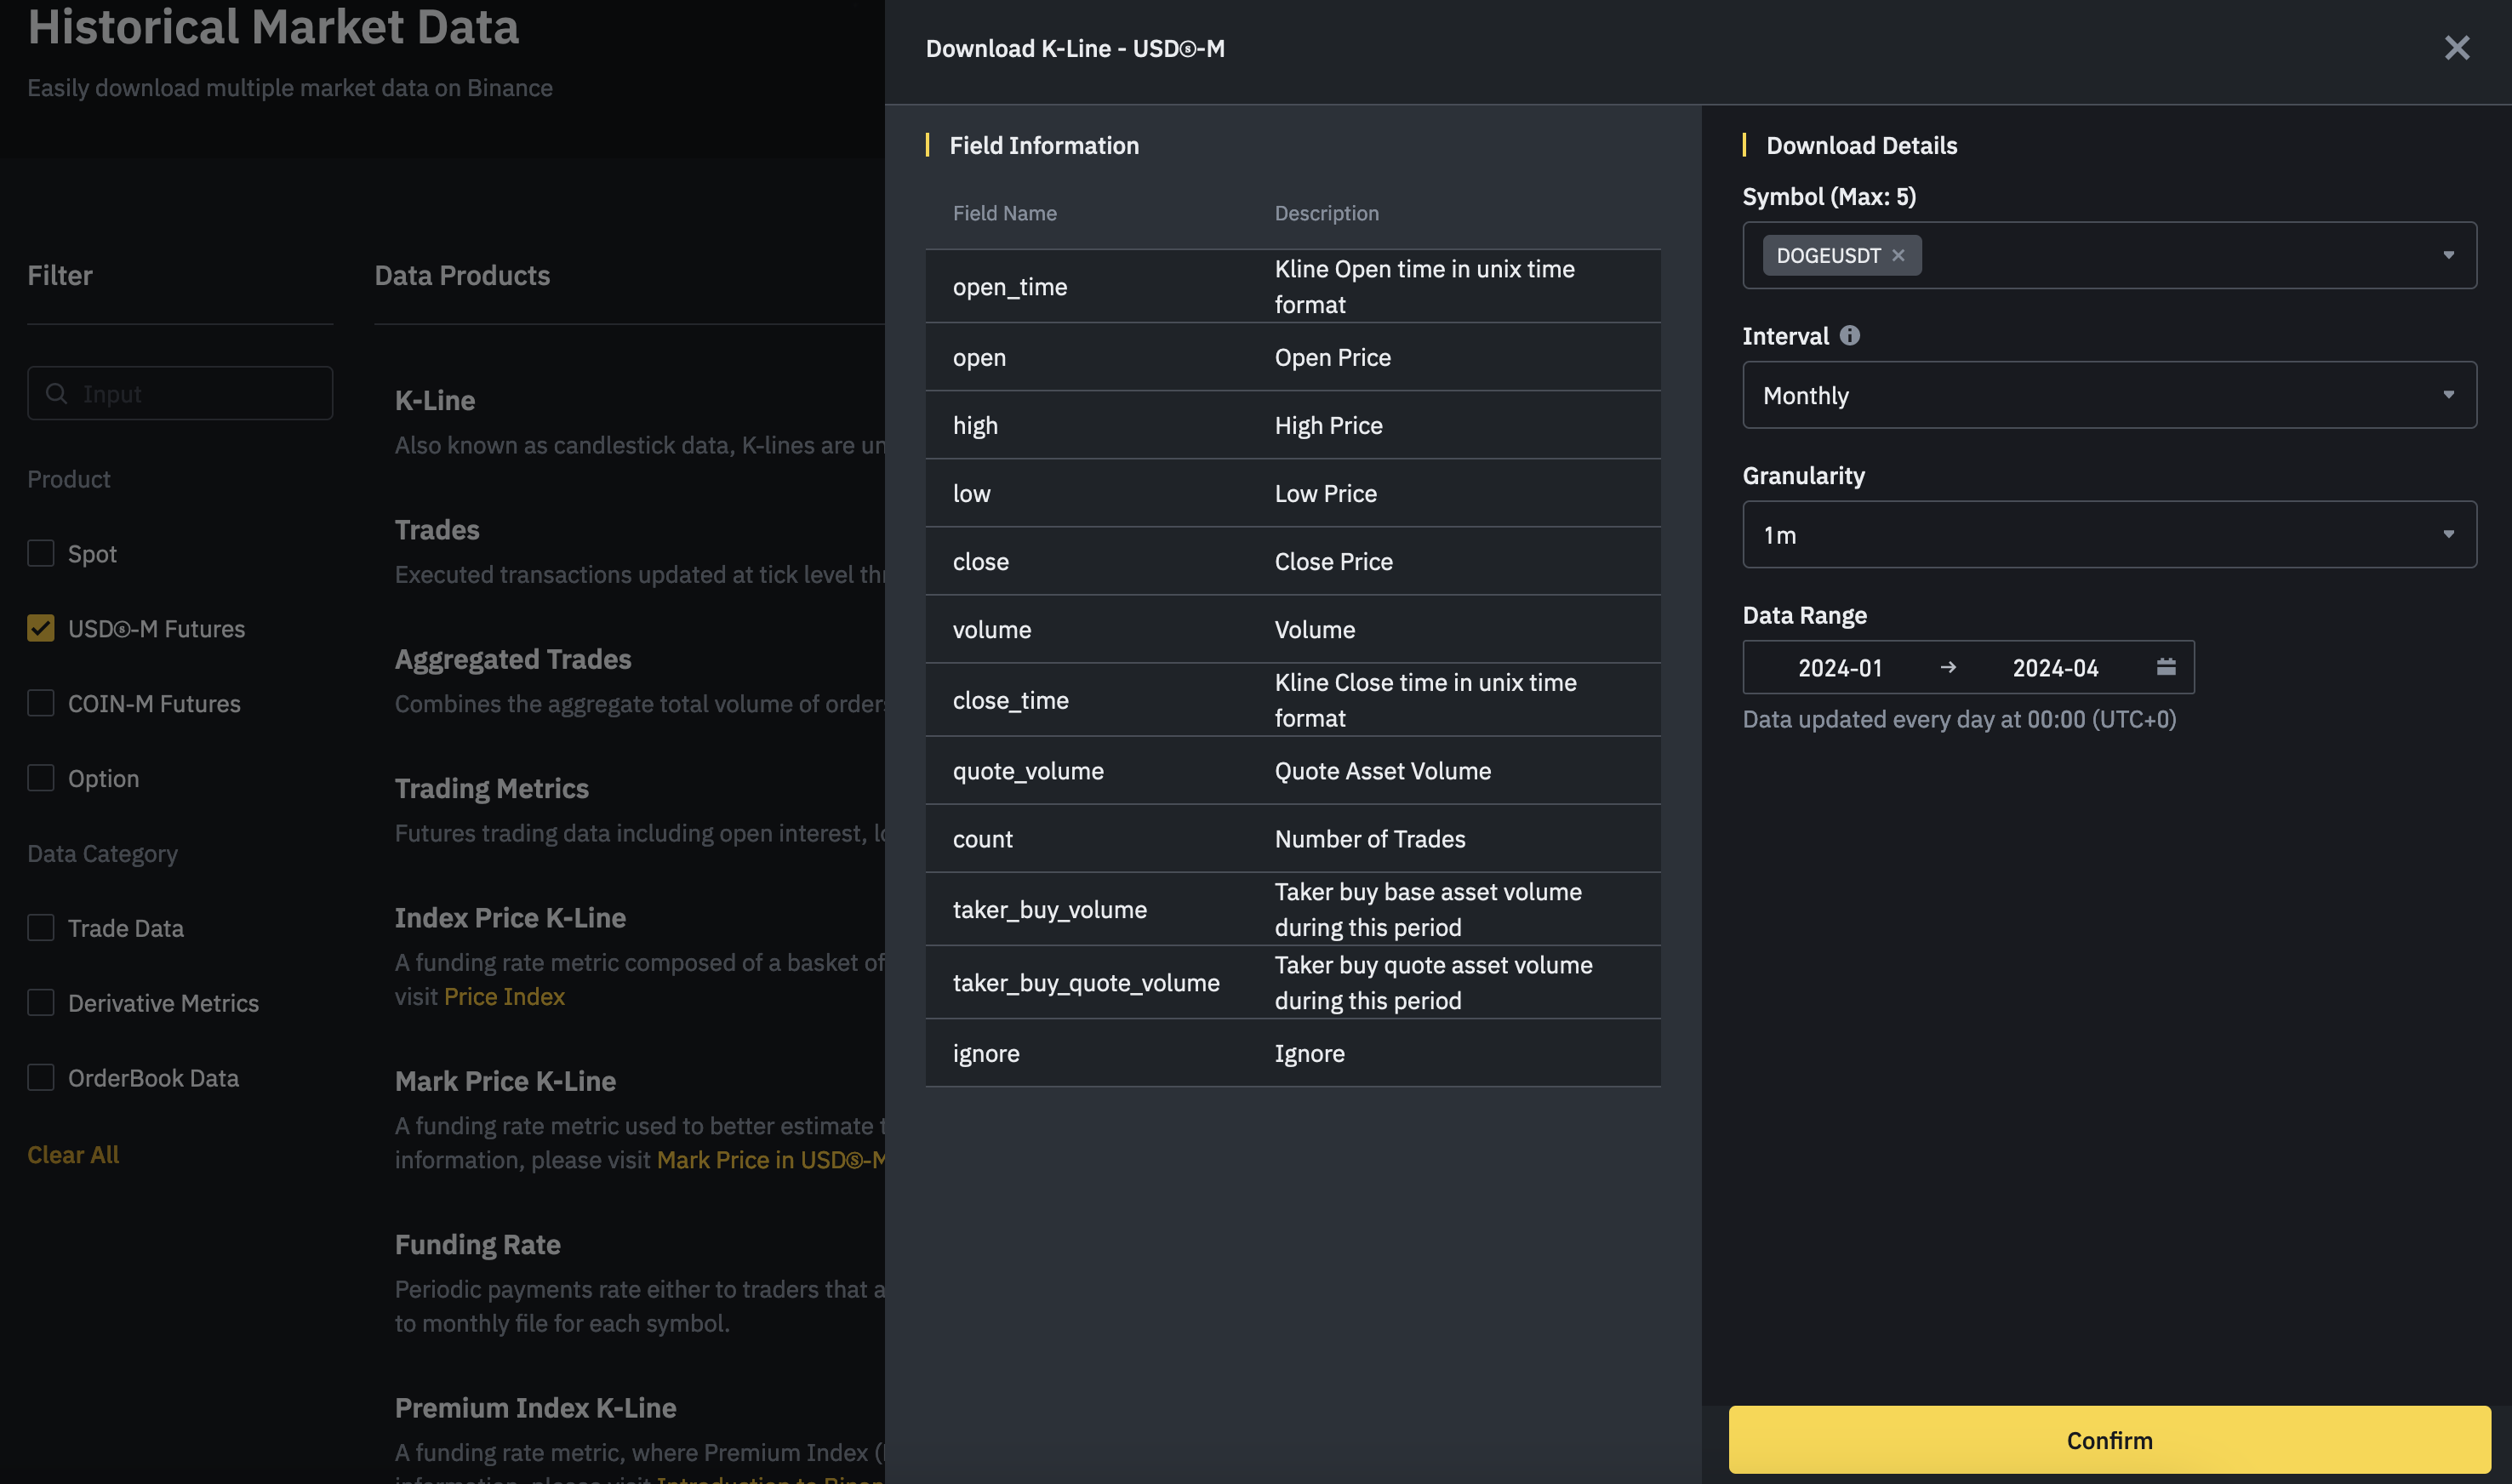 Historical Market Data
Easily download multiple market data on Binance
Filter
Input
Product
Spot
USDⓈ-M Futures
COIN-M Futures
Option
Data Category
Trade Data
Derivative Metrics
OrderBook Data
Clear All
Data Products
K-Line
Also known as candlestick data, K-lines are
Trades
Executed transactions updated at tick level
Aggregated Trades
Combines the aggregate total volume of
Trading Metrics
Futures trading data including open interest,
Index Price K-Line
A funding rate metric composed of a basket of
visit Price Index
Mark Price K-Line
A funding rate metric used to better estimate
information, please visit Mark Price in USDⓈ-M
Funding Rate
Periodic payments rate either to traders that
to monthly file for each symbol.
Premium Index K-Line
A funding rate metric, where Premium Index
Download K-Line - USDⓈ-M
Field Information
Field Name Description
open_time Kline Open time in unix time
format
open Open Price
high High Price
low Low Price
close Close Price
volume Volume
close_time Kline Close time in unix time
format
quote_volume Quote Asset Volume
count Number of Trades
taker_buy_volume Taker buy base asset volume
during this period
taker_buy_quote_volume Taker buy quote asset volume
during this period
ignore Ignore
Download Details
Symbol (Max: 5)
DOGEUSDT
Interval
Monthly
Granularity
1m
Data Range
2024-01 → 2024-04
Data updated every day at 00:00 (UTC+0)
Confirm